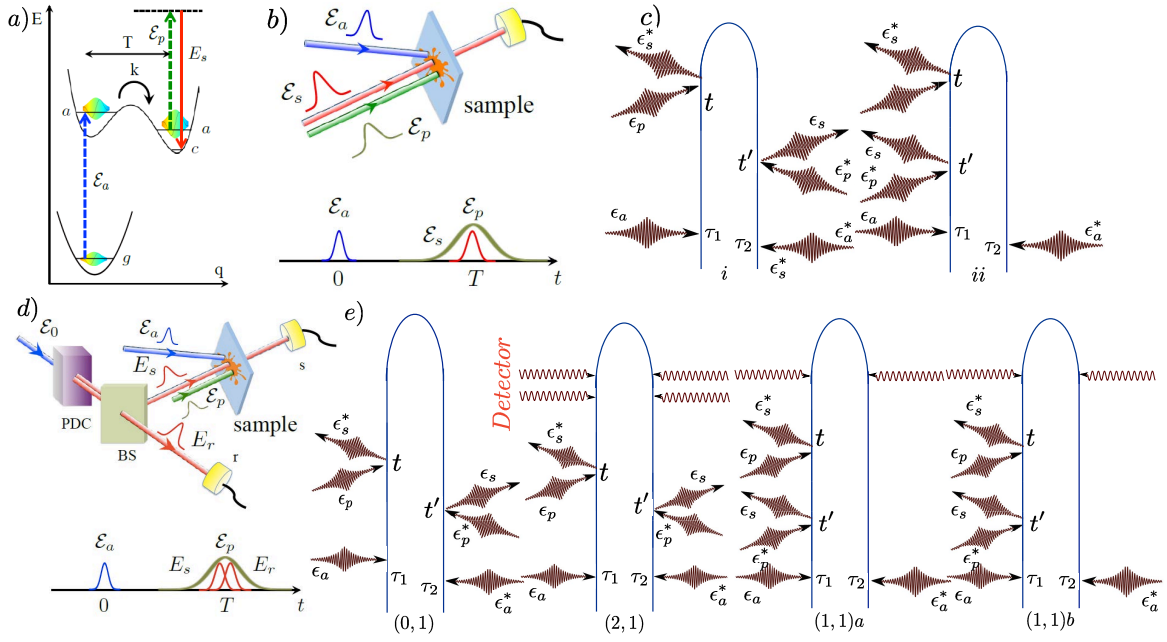 a)
E
T
k
ℰ_p
E_s
a
a
c
ℰ_a
g
q
b)
ℰ_a
ℰ_s
ℰ_p
sample
ℰ_a
ℰ_s
ℰ_p
0
T
t
c)
ϵ_s^*
t
ϵ_p
ϵ_s
t′
ϵ_p^*
ϵ_a
τ_1
τ_2
ϵ_a^*
ϵ_s^*
i
ϵ_s^*
t
ϵ_s
t′
ϵ_p^*
ϵ_a
τ_1
τ_2
ϵ_a^*
ii
d)
ℰ_0
PDC
BS
ℰ_a
E_s
ℰ_p
E_r
s
r
sample
ℰ_a
E_s
ℰ_p
E_r
0
T
t
e)
Detector
ϵ_s^*
t
ϵ_p
ϵ_s
t′
ϵ_p^*
ϵ_a
τ_1
τ_2
ϵ_a^*
(0,1)
ϵ_s^*
t
ϵ_p
ϵ_s
t′
ϵ_p^*
ϵ_a
τ_1
τ_2
ϵ_a^*
(2,1)
ϵ_s^*
t
ϵ_p
ϵ_s
t′
ϵ_p^*
ϵ_a
τ_1
τ_2
ϵ_a^*
(1,1)a
ϵ_s^*
t
ϵ_p
ϵ_s
t′
ϵ_p^*
ϵ_a
τ_1
τ_2
ϵ_a^*
(1,1)b